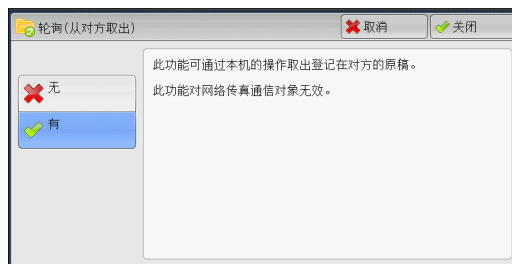 轮询(从对方取出)
取消
关闭
无
有
此功能可通过本机的操作取出登记在对方的原稿。
此功能对网络传真通信对象无效。